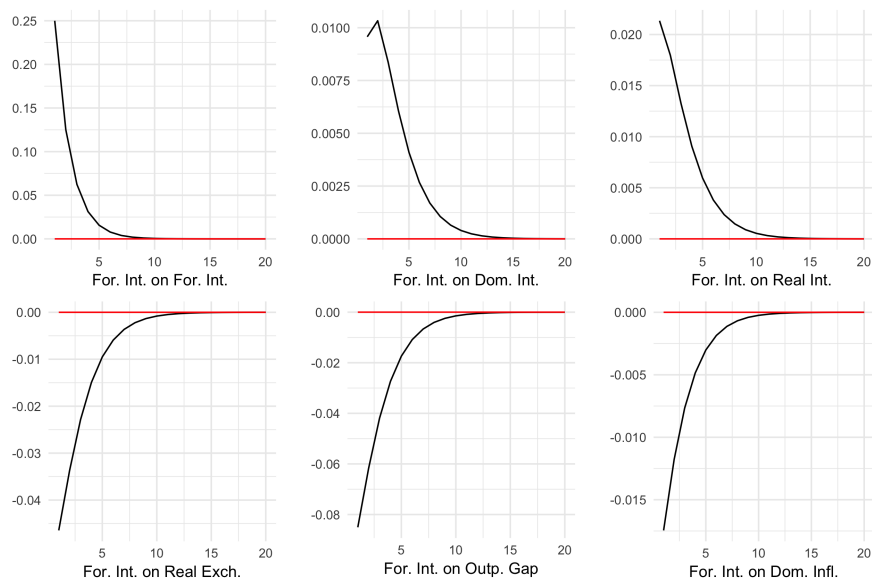 0.25
0.20
0.15
0.10
0.05
0.00
5 10 15 20
For. Int. on For. Int.
0.0100
0.0075
0.0050
0.0025
0.0000
5 10 15 20
For. Int. on Dom. Int.
0.020
0.015
0.010
0.005
0.000
5 10 15 20
For. Int. on Real Int.
0.00
-0.01
-0.02
-0.03
-0.04
5 10 15 20
For. Int. on Real Exch.
0.00
-0.02
-0.04
-0.06
-0.08
5 10 15 20
For. Int. on Outp. Gap
0.000
-0.005
-0.010
-0.015
5 10 15 20
For. Int. on Dom. Infl.